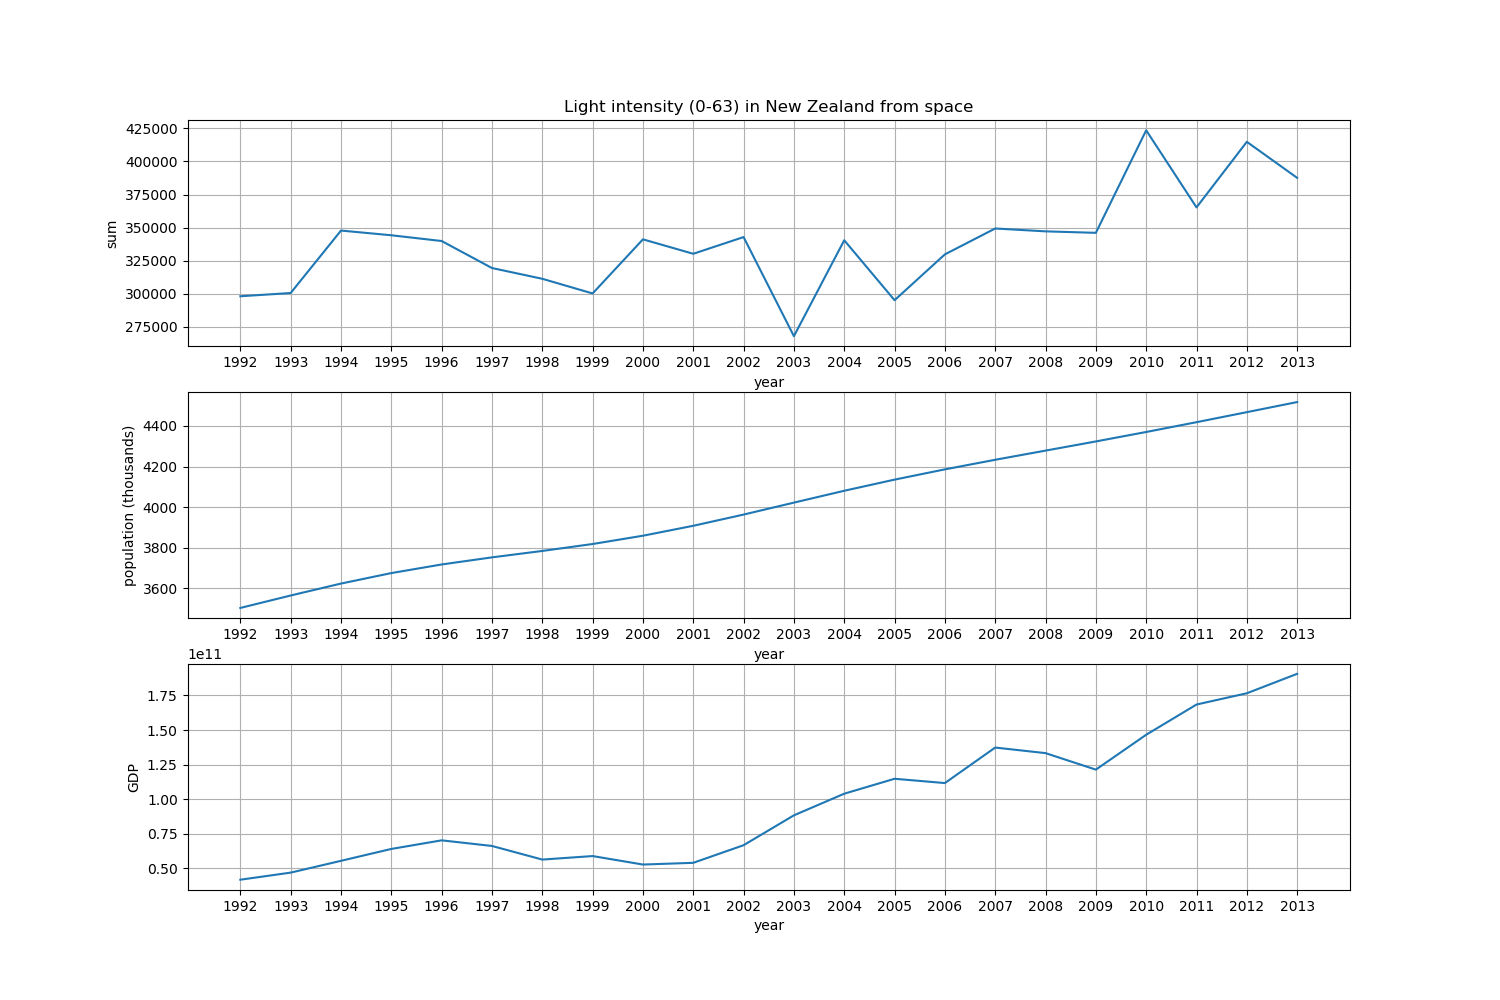 Light intensity (0-63) in New Zealand from space
425000
400000
375000
350000
325000
300000
275000
sum
1992 1993 1994 1995 1996 1997 1998 1999 2000 2001 2002 2003 2004 2005 2006 2007 2008 2009 2010 2011 2012 2013
year
4400
4200
4000
3800
3600
population (thousands)
1992 1993 1994 1995 1996 1997 1998 1999 2000 2001 2002 2003 2004 2005 2006 2007 2008 2009 2010 2011 2012 2013
year
1e11
1.75
1.50
1.25
1.00
0.75
0.50
GDP
1992 1993 1994 1995 1996 1997 1998 1999 2000 2001 2002 2003 2004 2005 2006 2007 2008 2009 2010 2011 2012 2013
year